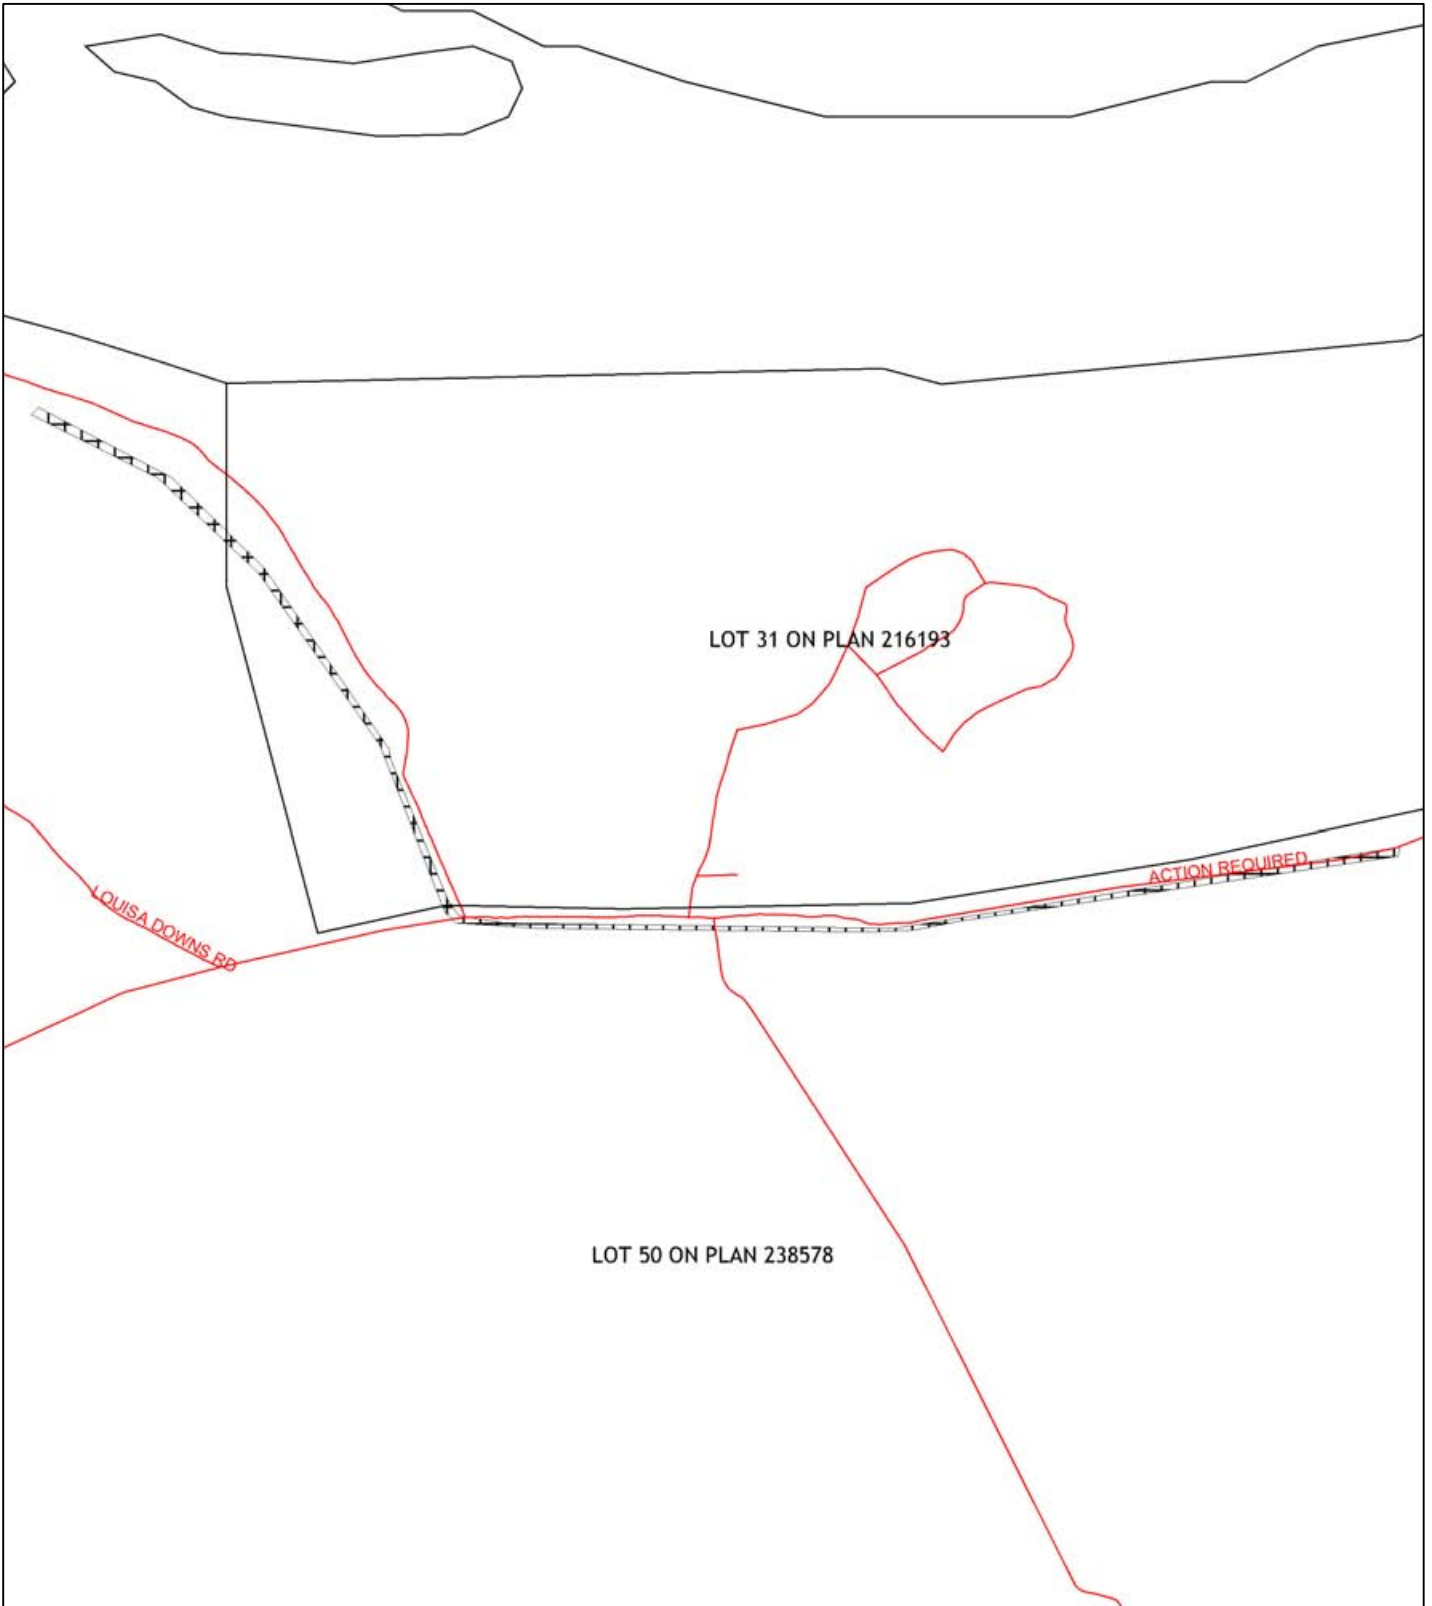 LOT 31 ON PLAN 216193
ACTION REQUIRED
LOUISA DOWNS RD
LOT 50 ON PLAN 238578